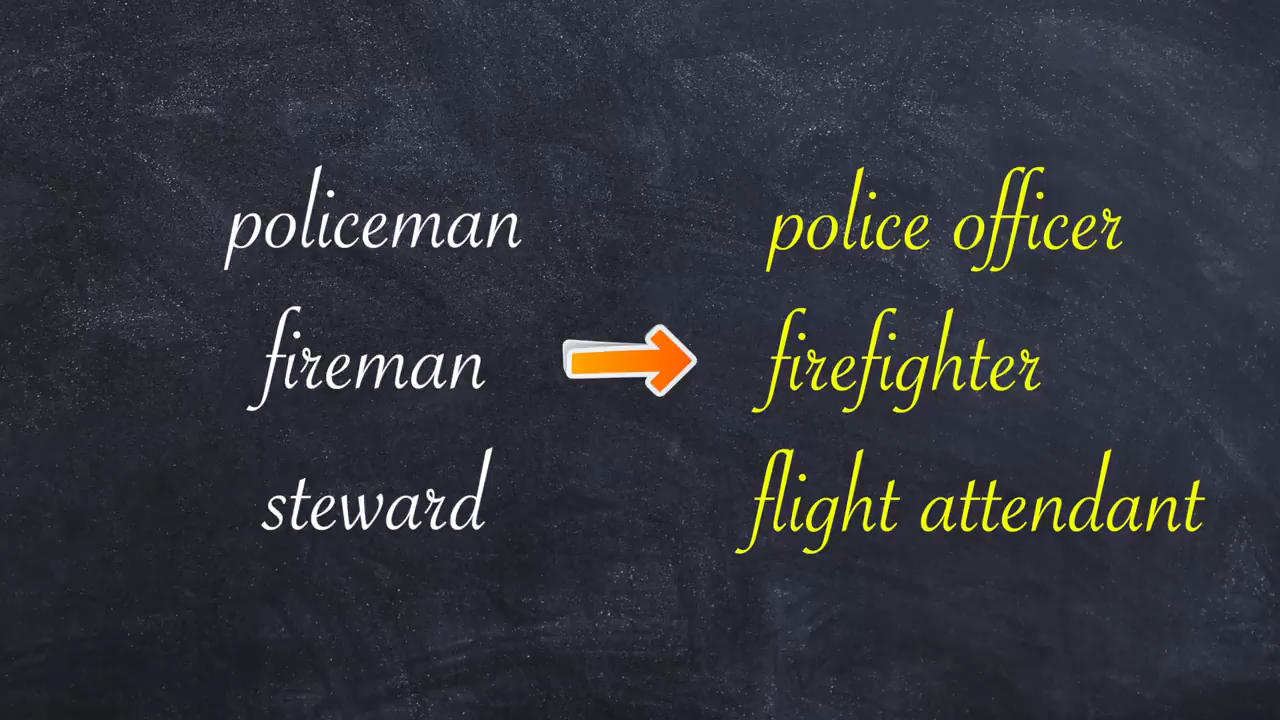 policeman police officer
fireman firefighter
steward flight attendant